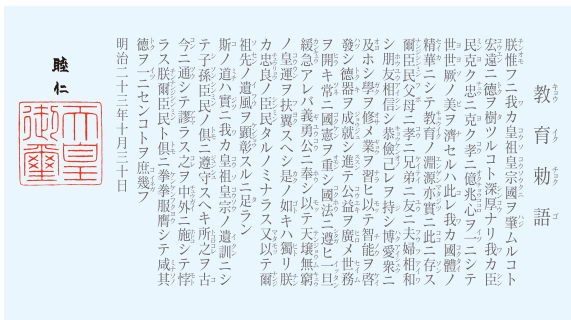 教育勅語
朕惟フニ我カ皇祖皇宗國ヲ肇ムルコト
宏遠ニ德ヲ樹ツルコト深厚ナリ我カ臣
民克ク忠ニ克ク孝ニ億兆心ヲ一ニシテ
世世厥ノ美ヲ濟セルハ此レ我カ國體ノ
精華ニシテ教育ノ淵源亦實ニ此ニ存ス
爾臣民父母ニ孝ニ兄弟ニ友ニ夫婦相和
シ朋友相信シ恭儉己レヲ持シ博愛衆ニ
及ホシ學ヲ修メ業ヲ習ヒ以テ智能ヲ啓
發シ德器ヲ成就シ進テ公益ヲ廣メ世務
ヲ開キ常ニ國憲ヲ重シ國法ニ遵ヒ一旦
緩急アレバ義勇公ニ奉シ以テ天壤無窮
ノ皇運ヲ扶翼スヘシ是ノ如キハ獨リ朕
カ忠良ノ臣民タルノミナラス又以テ爾
祖先ノ遺風ヲ顯彰スルニ足ラン
斯ノ道ハ實ニ我カ皇祖皇宗ノ遺訓ニシ
テ子孫臣民ノ俱ニ遵守スヘキ所之ヲ古
今ニ通シテ謬ラス之ヲ中外ニ施シテ悖
ラス朕爾臣民ト俱ニ拳拳服膺シテ咸其
德ヲ一ニセンコトヲ庶幾フ
明治二十三年十月三十日
睦仁
天皇
御璽